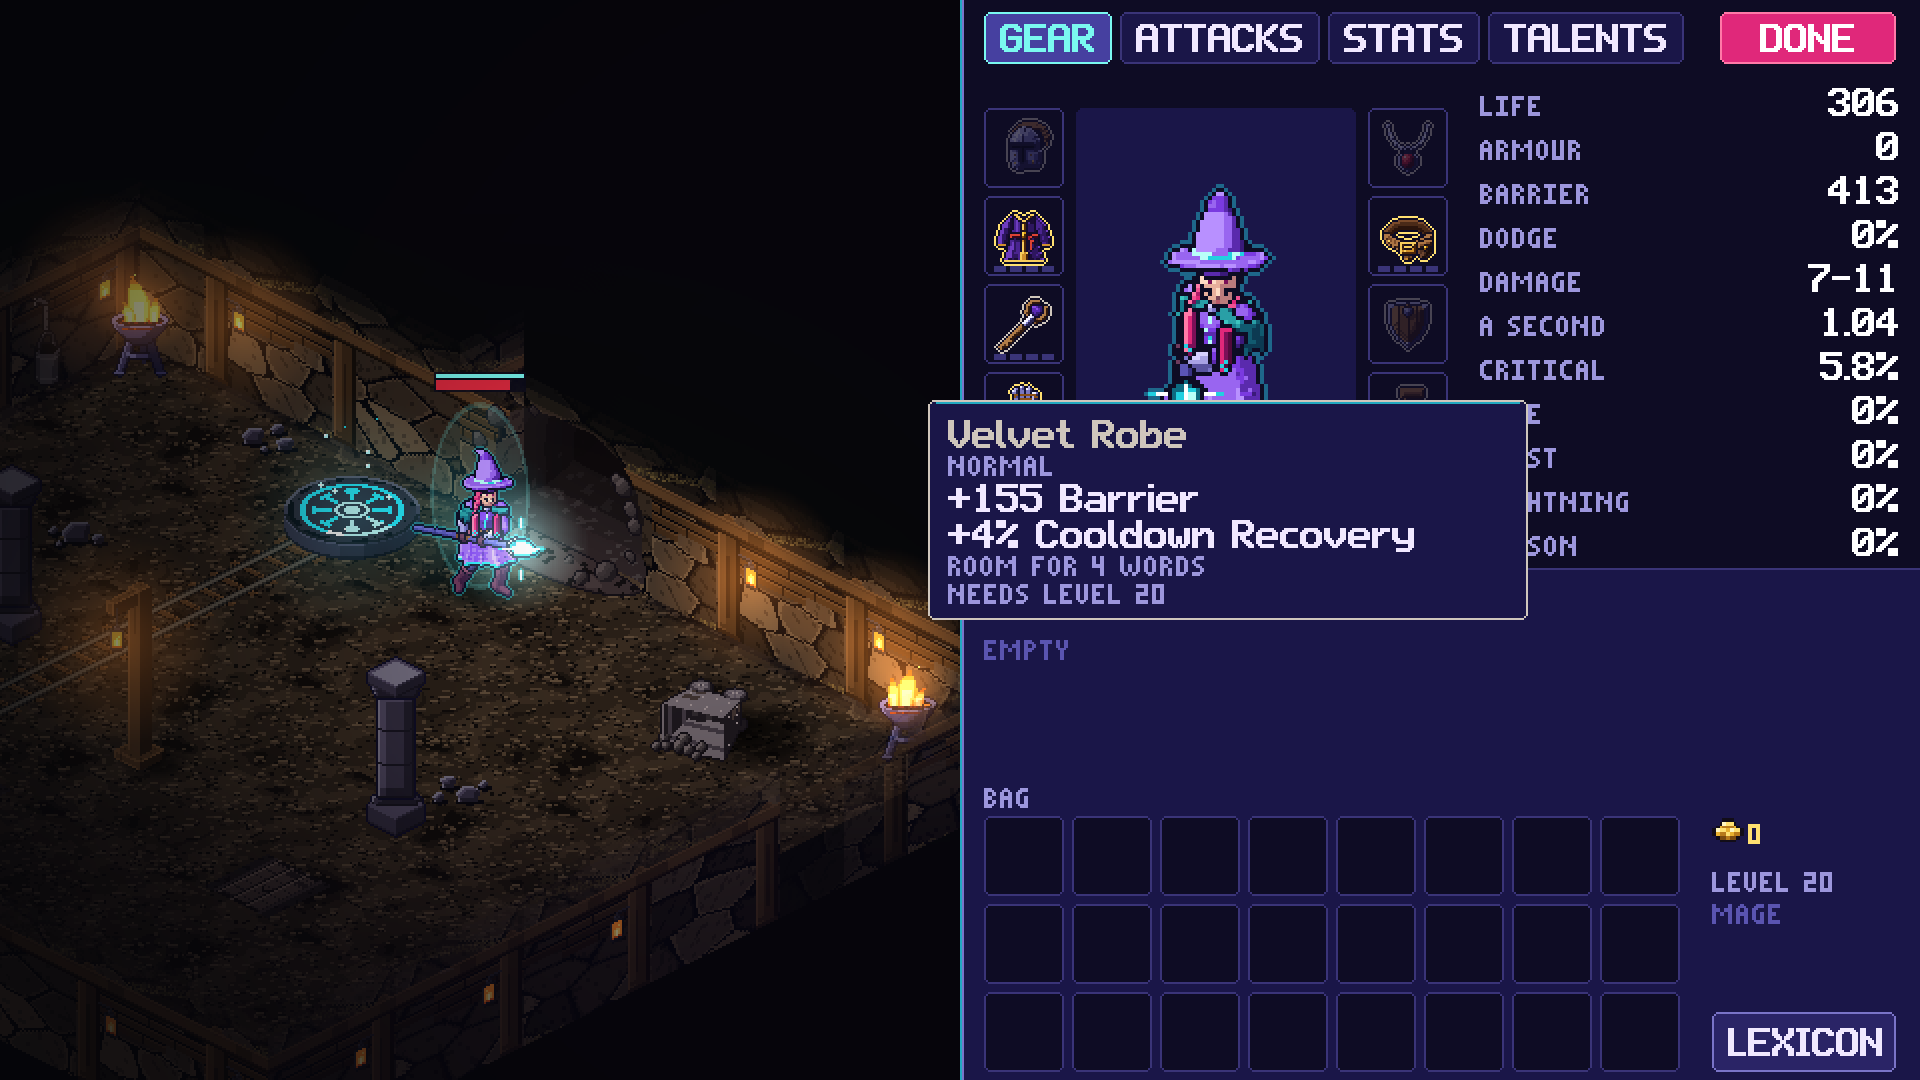 GEAR ATTACKS STATS TALENTS DONE
LIFE 306
ARMOUR 0
BARRIER 413
DODGE 0%
DAMAGE 7-11
A SECOND 1.04
CRITICAL 5.8%
0%
0%
0%
0%
Velvet Robe
NORMAL
+155 Barrier
+4% Cooldown Recovery
ROOM FOR 4 WORDS
NEEDS LEVEL 20
EMPTY
BAG
0
LEVEL 20
MAGE
LEXICON